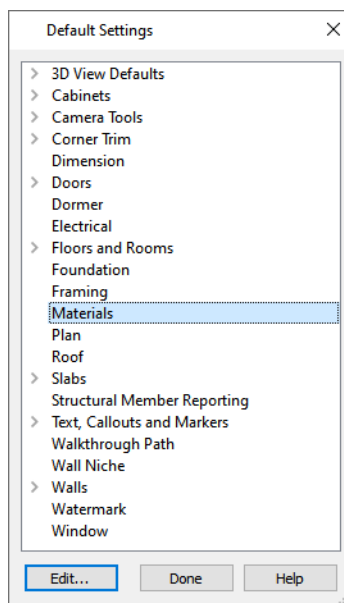 Default Settings
3D View Defaults
Cabinets
Camera Tools
Corner Trim
Dimension
Doors
Dormer
Electrical
Floors and Rooms
Foundation
Framing
Materials
Plan
Roof
Slabs
Structural Member Reporting
Text, Callouts and Markers
Walkthrough Path
Wall Niche
Walls
Watermark
Window
Edit... Done Help